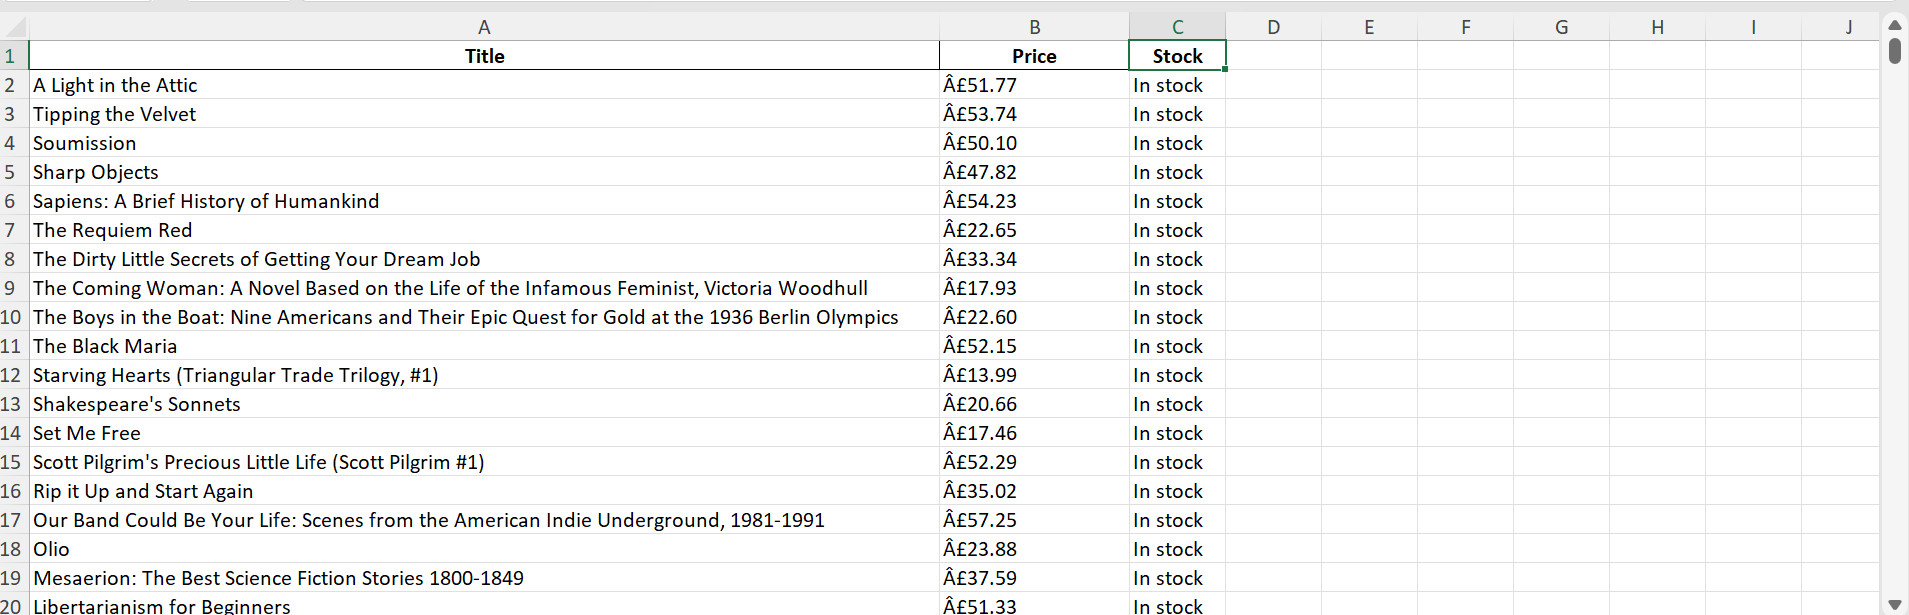 A B C D E F G H I J
1 Title Price Stock
2 A Light in the Attic Â£51.77 In stock
3 Tipping the Velvet Â£53.74 In stock
4 Soumission Â£50.10 In stock
5 Sharp Objects Â£47.82 In stock
6 Sapiens: A Brief History of Humankind Â£54.23 In stock
7 The Requiem Red Â£22.65 In stock
8 The Dirty Little Secrets of Getting Your Dream Job Â£33.34 In stock
9 The Coming Woman: A Novel Based on the Life of the Infamous Feminist, Victoria Woodhull Â£17.93 In stock
10 The Boys in the Boat: Nine Americans and Their Epic Quest for Gold at the 1936 Berlin Olympics Â£22.60 In stock
11 The Black Maria Â£52.15 In stock
12 Starving Hearts (Triangular Trade Trilogy, #1) Â£13.99 In stock
13 Shakespeare's Sonnets Â£20.66 In stock
14 Set Me Free Â£17.46 In stock
15 Scott Pilgrim's Precious Little Life (Scott Pilgrim #1) Â£52.29 In stock
16 Rip it Up and Start Again Â£35.02 In stock
17 Our Band Could Be Your Life: Scenes from the American Indie Underground, 1981-1991 Â£57.25 In stock
18 Olio Â£23.88 In stock
19 Mesaerion: The Best Science Fiction Stories 1800-1849 Â£37.59 In stock
20 Libertarianism for Beginners Â£51.33 In stock